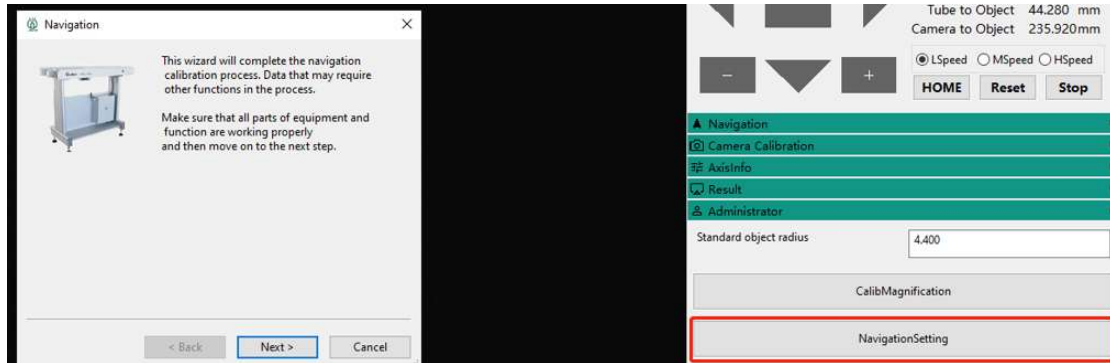 Navigation
This wizard will complete the navigation
calibration process. Data that may require
other functions in the process.
Make sure that all parts of equipment and
function are working properly
and then move on to the next step.
< Back
Next >
Cancel
Tube to Object 44.280 mm
Camera to Object 235.920mm
LSpeed MSpeed HSpeed
HOME Reset Stop
Navigation
Camera Calibration
AxisInfo
Result
Administrator
Standard object radius 4.400
CalibMagnification
NavigationSetting